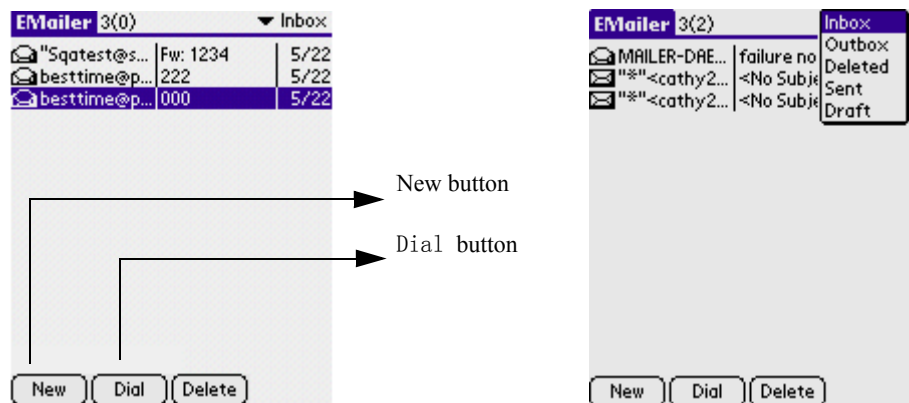 EMailer 3(0) Inbox
"Sqatest@s... Fw: 1234 5/22
besttime@p... 222 5/22
besttime@p... 000 5/22
New button
Dial button
New Dial Delete
EMailer 3(2)
Inbox
Outbox
Deleted
Sent
Draft
MAILER-DAE... failure no
"*"<cathy2... <No Subje
"*"<cathy2... <No Subje
New Dial Delete